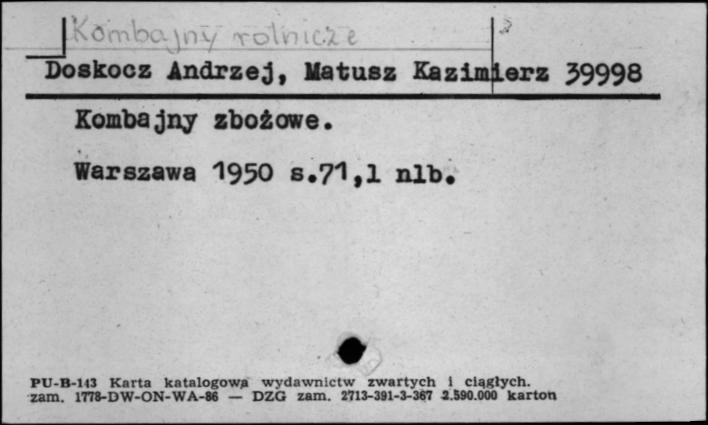 Kombajny rolnicze
Doskocz Andrzej, Matusz Kazimierz 39998
Kombajny zbożowe.
Warszawa 1950 s.71,1 nlb.
PU-B-143 Karta katalogowa wydawnictw zwartych i ciągłych.
zam. 1778-DW-ON-WA-86 — DZG zam. 2713-391-3-367 2.590.000 karton